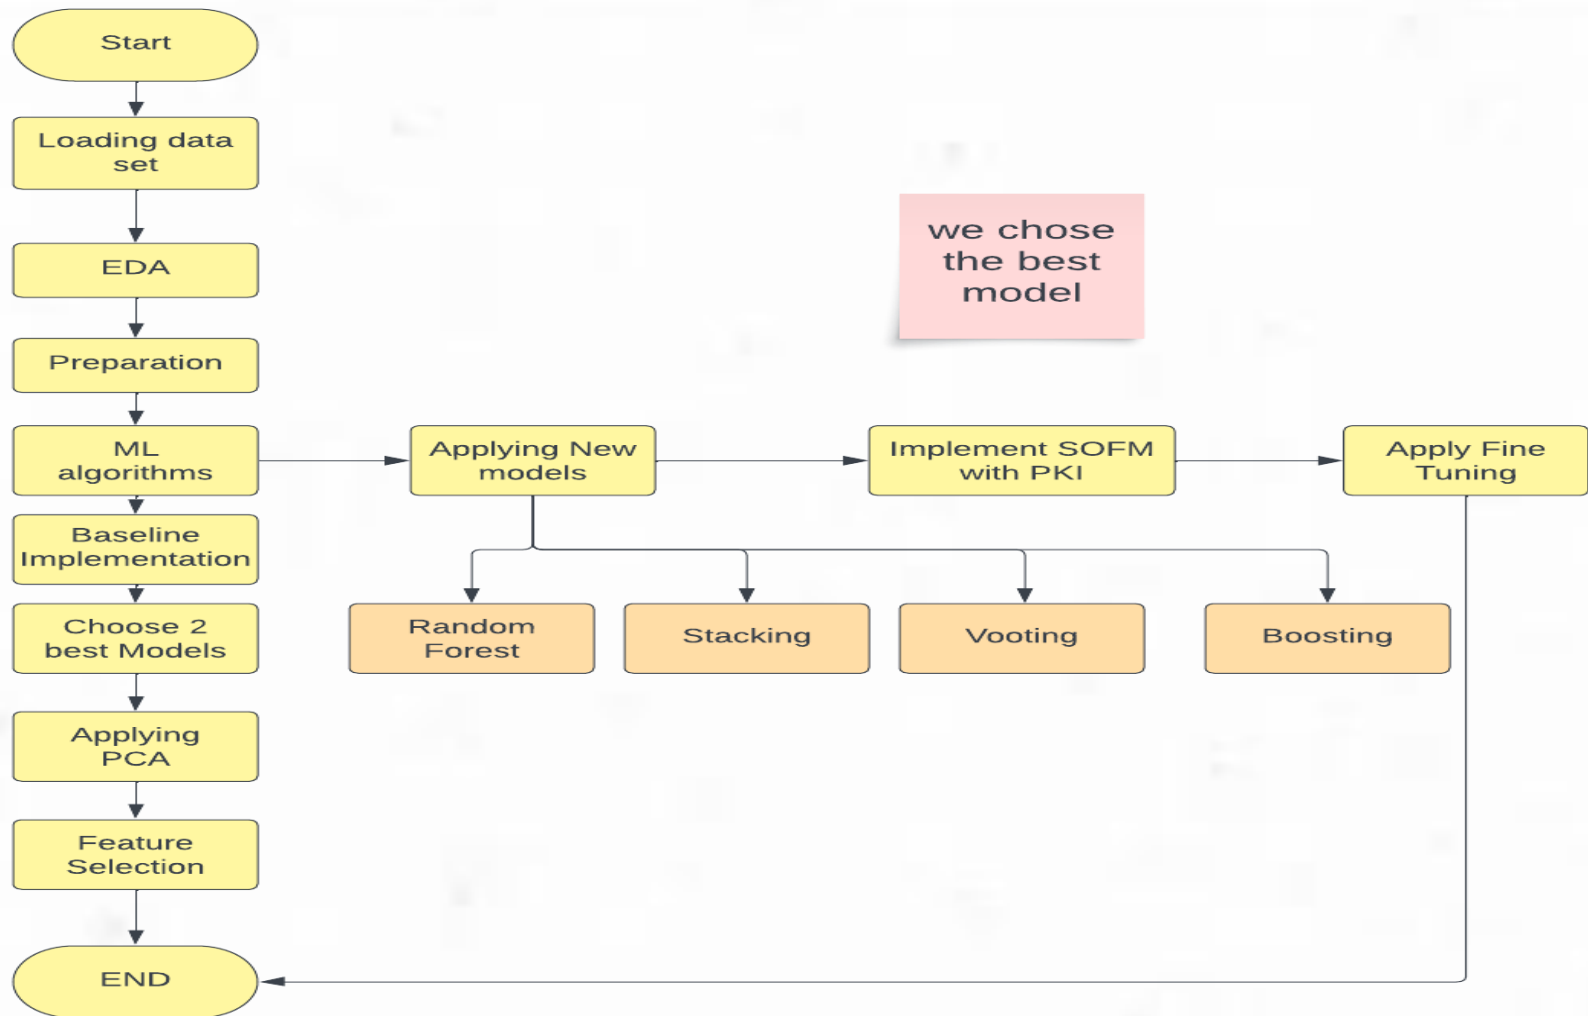 Start
Loading data
set
EDA
Preparation
ML
algorithms
Baseline
Implementation
Choose 2
best Models
Applying
PCA
Feature
Selection
END
we chose
the best
model
Applying New
models
Implement SOFM
with PKI
Apply Fine
Tuning
Random
Forest
Stacking
Vooting
Boosting